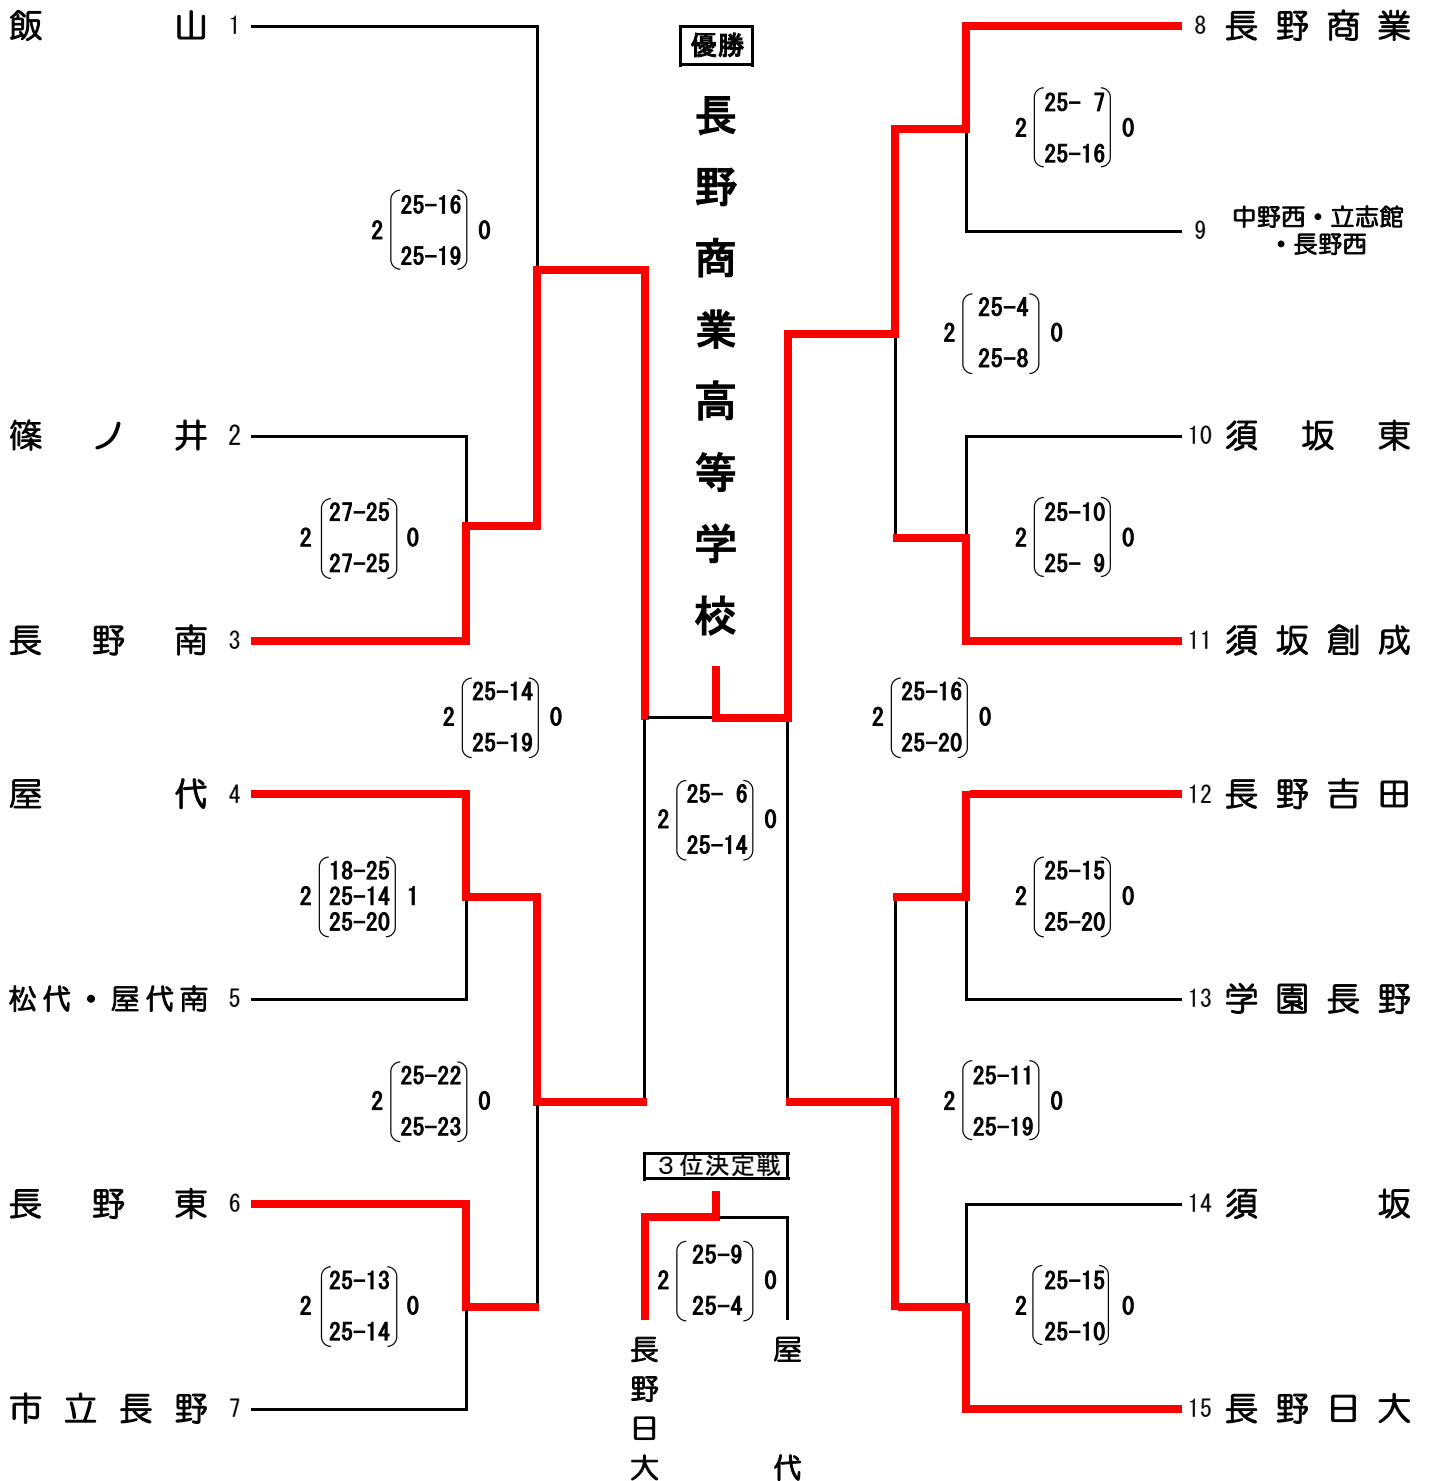 飯山 1
25-16
2 0
25-19
篠ノ井 2
27-25
2 0
27-25
長野南 3
25-14
2 0
25-19
屋代 4
18-25
2 25-14 1
25-20
松代・屋代南 5
25-22
2 0
25-23
長野東 6
25-13
2 0
25-14
市立長野 7
優勝
長野商業高等学校
25- 6
2 0
25-14
3位決定戦
25-9
2 0
25-4
長野日大
屋代
8 長野商業
25- 7
2 0
25-16
9 中野西・立志館
・長野西
25-4
2 0
25-8
10 須坂東
25-10
2 0
25- 9
11 須坂創成
25-16
2 0
25-20
12 長野吉田
25-15
2 0
25-20
13 学園長野
25-11
2 0
25-19
14 須坂
25-15
2 0
25-10
15 長野日大